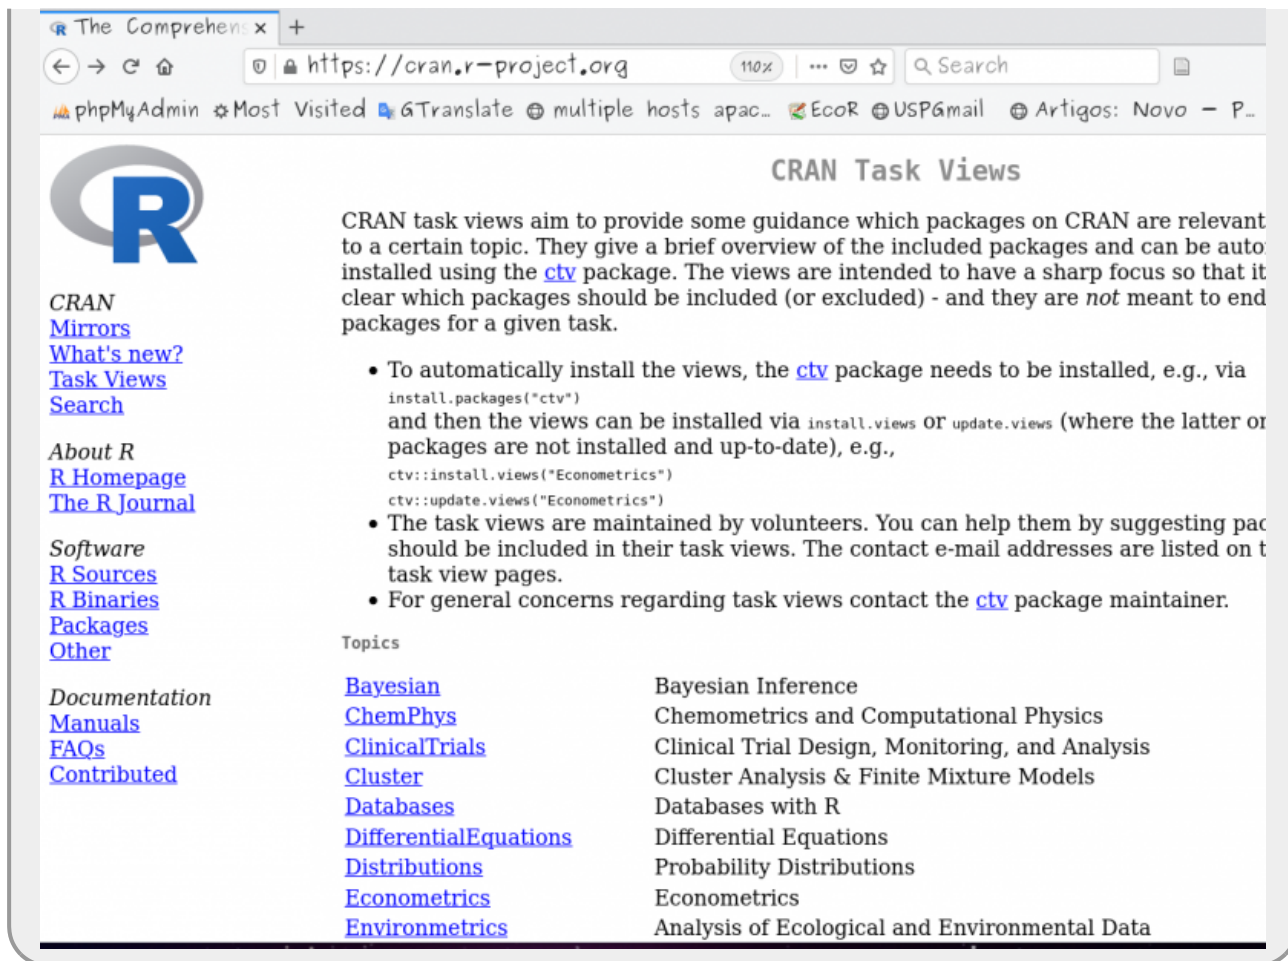 The Comprehens × +
https://cran.r-project.org 110% ... Search
phpMyAdmin Most Visited GTranslate multiple hosts apac… EcoR USPGmail Artigos: Novo — P…
R
CRAN
Mirrors
What's new?
Task Views
Search
About R
R Homepage
The R Journal
Software
R Sources
R Binaries
Packages
Other
Documentation
Manuals
FAQs
Contributed
CRAN Task Views
CRAN task views aim to provide some guidance which packages on CRAN are relevant
to a certain topic. They give a brief overview of the included packages and can be auto
installed using the ctv package. The views are intended to have a sharp focus so that it
clear which packages should be included (or excluded) - and they are not meant to end
packages for a given task.
• To automatically install the views, the ctv package needs to be installed, e.g., via
install.packages("ctv")
and then the views can be installed via install.views or update.views (where the latter or
packages are not installed and up-to-date), e.g.,
ctv::install.views("Econometrics")
ctv::update.views("Econometrics")
• The task views are maintained by volunteers. You can help them by suggesting pac
should be included in their task views. The contact e-mail addresses are listed on t
task view pages.
• For general concerns regarding task views contact the ctv package maintainer.
Topics
Bayesian Bayesian Inference
ChemPhys Chemometrics and Computational Physics
ClinicalTrials Clinical Trial Design, Monitoring, and Analysis
Cluster Cluster Analysis & Finite Mixture Models
Databases Databases with R
DifferentialEquations Differential Equations
Distributions Probability Distributions
Econometrics Econometrics
Environmetrics Analysis of Ecological and Environmental Data